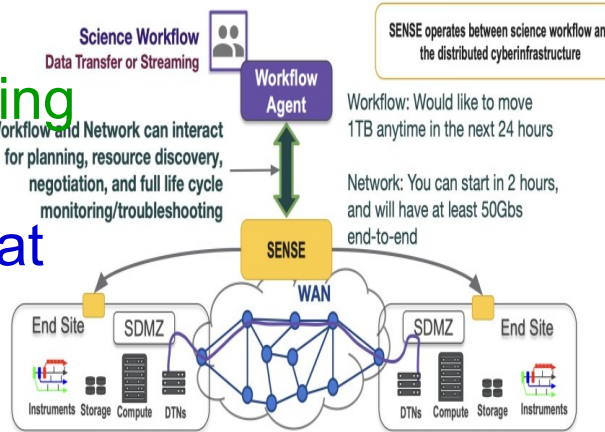 Science Workflow
Data Transfer or Streaming
SENSE operates between science workflow an
the distributed cyberinfrastructure
Workflow
Agent
ing
Workflow and Network can interact
for planning, resource discovery,
negotiation, and full life cycle
monitoring/troubleshooting
Workflow: Would like to move
1TB anytime in the next 24 hours
Network: You can start in 2 hours,
and will have at least 50Gbs
end-to-end
at
SENSE
WAN
End Site
SDMZ
Instruments Storage Compute DTNs
SDMZ
End Site
DTNs Compute Storage Instruments